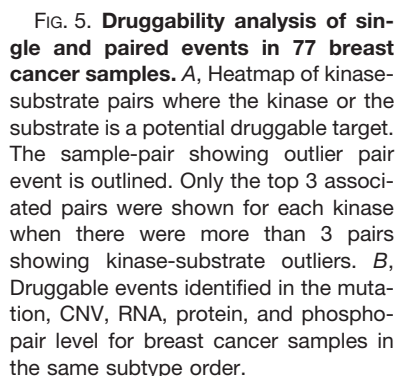 FIG. 5. Druggability analysis of sin-
gle and paired events in 77 breast
cancer samples. A, Heatmap of kinase-
substrate pairs where the kinase or the
substrate is a potential druggable target.
The sample-pair showing outlier pair
event is outlined. Only the top 3 associ-
ated pairs were shown for each kinase
when there were more than 3 pairs
showing kinase-substrate outliers. B,
Druggable events identified in the muta-
tion, CNV, RNA, protein, and phospho-
pair level for breast cancer samples in
the same subtype order.